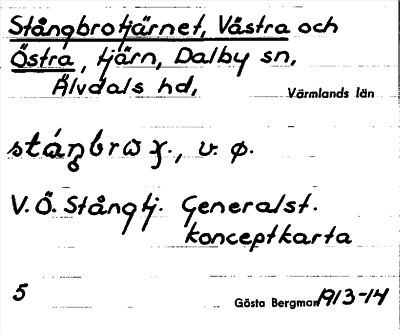 Stångbrotjärnet, Västra och
Östra, tjärn, Dalby sn,
Älvdals hd, Värmlands län
v. ø.
V. Ö. Stångtj. Generalst.
konceptkarta
5 Gösta Bergman 1913-14